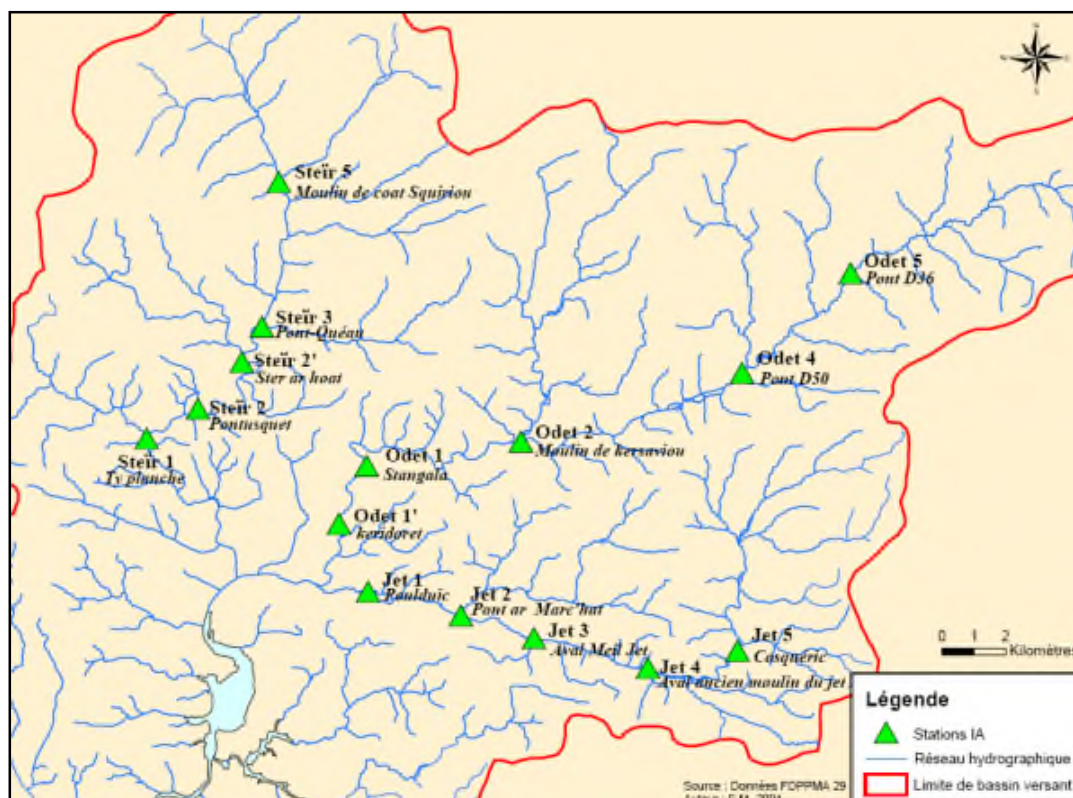 Steïr 5
Moulin de coat Squiriou
Odet 5
Pont D36
Steïr 3
Pont-Quéau
Steïr 2'
Ster ar hoat
Odet 4
Pont D50
Steïr 2
Pontusquet
Steïr 1
Ty planche
Odet 2
Moulin de kersaviou
Odet 1
Stangala
Odet 1'
keridoret
Jet 1
Poulduic
Jet 2
Pont ar Marc'hat
Jet 3
Aval Meil Jet
Jet 5
Casquéric
Jet 4
Aval ancien moulin du jet
0 1 2
Kilomètres
Légende
Stations IA
Réseau hydrographique
Limite de bassin versant
Source : Données FDPPMA 29